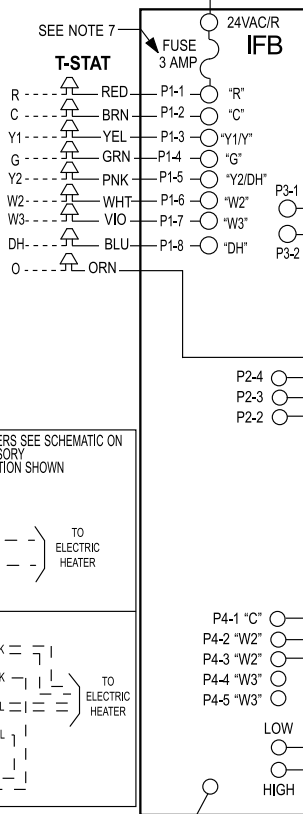 24VAC/R
SEE NOTE 7
FUSE
3 AMP
IFB
T-STAT
R RED P1-1 "R"
C BRN P1-2 "C"
Y1 YEL P1-3 "Y1/Y"
G GRN P1-4 "G"
Y2 PNK P1-5 "Y2/DH"
W2 WHT P1-6 "W2"
W3 VIO P1-7 "W3"
DH BLU P1-8 "DH"
O ORN
P3-1
P3-2
P2-4
P2-3
P2-2
ERS SEE SCHEMATIC ON
SORY
TION SHOWN
TO
ELECTRIC
HEATER
K
K
L
L
TO
ELECTRIC
HEATER
P4-1 "C"
P4-2 "W2"
P4-3 "W2"
P4-4 "W3"
P4-5 "W3"
LOW
HIGH